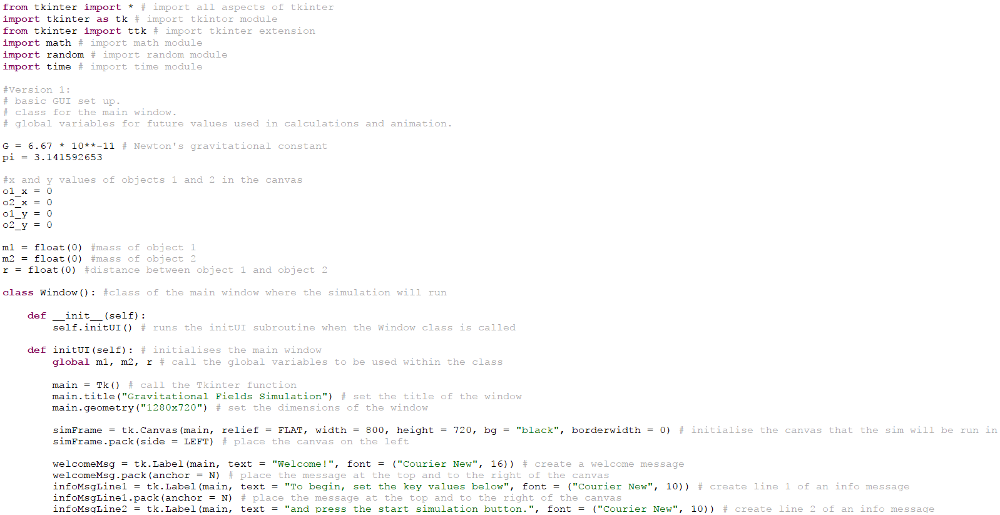 from tkinter import * # import all aspects of tkinter
import tkinter as tk # import tkintor module
from tkinter import ttk # import tkinter extension
import math # import math module
import random # import random module
import time # import time module

#Version 1:
# basic GUI set up.
# class for the main window.
# global variables for future values used in calculations and animation.

G = 6.67 * 10**-11 # Newton's gravitational constant
pi = 3.141592653

#x and y values of objects 1 and 2 in the canvas
o1_x = 0
o2_x = 0
o1_y = 0
o2_y = 0

m1 = float(0) #mass of object 1
m2 = float(0) #mass of object 2
r = float(0) #distance between object 1 and object 2

class Window(): #class of the main window where the simulation will run

    def __init__(self):
        self.initUI() # runs the initUI subroutine when the Window class is called

    def initUI(self): # initialises the main window
        global m1, m2, r # call the global variables to be used within the class

        main = Tk() # call the Tkinter function
        main.title("Gravitational Fields Simulation") # set the title of the window
        main.geometry("1280x720") # set the dimensions of the window

        simFrame = tk.Canvas(main, relief = FLAT, width = 800, height = 720, bg = "black", borderwidth = 0) # initialise the canvas that the sim will be run in
        simFrame.pack(side = LEFT) # place the canvas on the left

        welcomeMsg = tk.Label(main, text = "Welcome!", font = ("Courier New", 16)) # create a welcome message
        welcomeMsg.pack(anchor = N) # place the message at the top and to the right of the canvas
        infoMsgLine1 = tk.Label(main, text = "To begin, set the key values below", font = ("Courier New", 10)) # create line 1 of an info message
        infoMsgLine1.pack(anchor = N) # place the message at the top and to the right of the canvas
        infoMsgLine2 = tk.Label(main, text = "and press the start simulation button.", font = ("Courier New", 10)) # create line 2 of an info message